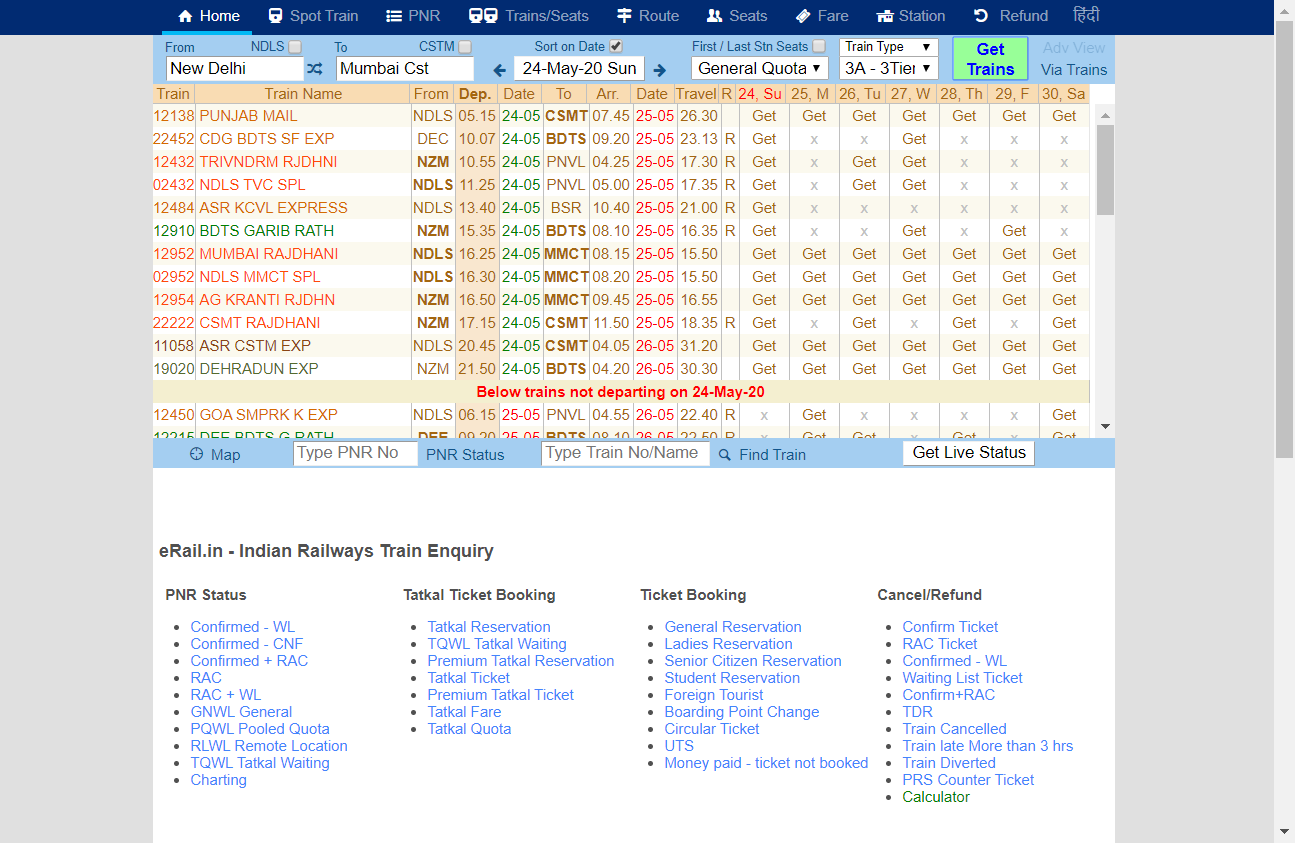 Home Spot Train PNR Trains/Seats Route Seats Fare Station Refund हिंदी
From NDLS To CSTM Sort on Date First / Last Stn Seats Train Type Get Trains Adv View
New Delhi Mumbai Cst 24-May-20 Sun General Quota 3A - 3Tier Via Trains
Train Train Name From Dep. Date To Arr. Date Travel R 24, Su 25, M 26, Tu 27, W 28, Th 29, F 30, Sa
12138 PUNJAB MAIL NDLS 05.15 24-05 CSMT 07.45 25-05 26.30 Get Get Get Get Get Get Get
22452 CDG BDTS SF EXP DEC 10.07 24-05 BDTS 09.20 25-05 23.13 R Get x x Get x x x
12432 TRIVNDRM RJDHNI NZM 10.55 24-05 PNVL 04.25 25-05 17.30 R Get x Get Get x x x
02432 NDLS TVC SPL NDLS 11.25 24-05 PNVL 05.00 25-05 17.35 R Get x Get Get x x x
12484 ASR KCVL EXPRESS NDLS 13.40 24-05 BSR 10.40 25-05 21.00 R Get x x x x x x
12910 BDTS GARIB RATH NZM 15.35 24-05 BDTS 08.10 25-05 16.35 R Get x x Get x Get x
12952 MUMBAI RAJDHANI NDLS 16.25 24-05 MMCT 08.15 25-05 15.50 Get Get Get Get Get Get Get
02952 NDLS MMCT SPL NDLS 16.30 24-05 MMCT 08.20 25-05 15.50 Get Get Get Get Get Get Get
12954 AG KRANTI RJDHN NZM 16.50 24-05 MMCT 09.45 25-05 16.55 Get Get Get Get Get Get Get
22222 CSMT RAJDHANI NZM 17.15 24-05 CSMT 11.50 25-05 18.35 R Get x Get x Get x Get
11058 ASR CSTM EXP NDLS 20.45 24-05 CSMT 04.05 26-05 31.20 Get Get Get Get Get Get Get
19020 DEHRADUN EXP NZM 21.50 24-05 BDTS 04.20 26-05 30.30 Get Get Get Get Get Get Get
Below trains not departing on 24-May-20
12450 GOA SMPRK K EXP NDLS 06.15 25-05 PNVL 04.55 26-05 22.40 R x Get x x x x Get
12215 DEE BDTS G RATH DEE 09.20 25-05 BDTS 08.10 26-05 22.50 R x Get Get x Get x Get
Map Type PNR No PNR Status Type Train No/Name Find Train Get Live Status
eRail.in - Indian Railways Train Enquiry
PNR Status
Confirmed - WL
Confirmed - CNF
Confirmed + RAC
RAC
RAC + WL
GNWL General
PQWL Pooled Quota
RLWL Remote Location
TQWL Tatkal Waiting
Charting
Tatkal Ticket Booking
Tatkal Reservation
TQWL Tatkal Waiting
Premium Tatkal Reservation
Tatkal Ticket
Premium Tatkal Ticket
Tatkal Fare
Tatkal Quota
Ticket Booking
General Reservation
Ladies Reservation
Senior Citizen Reservation
Student Reservation
Foreign Tourist
Boarding Point Change
Circular Ticket
UTS
Money paid - ticket not booked
Cancel/Refund
Confirm Ticket
RAC Ticket
Confirmed - WL
Waiting List Ticket
Confirm+RAC
TDR
Train Cancelled
Train late More than 3 hrs
Train Diverted
PRS Counter Ticket
Calculator